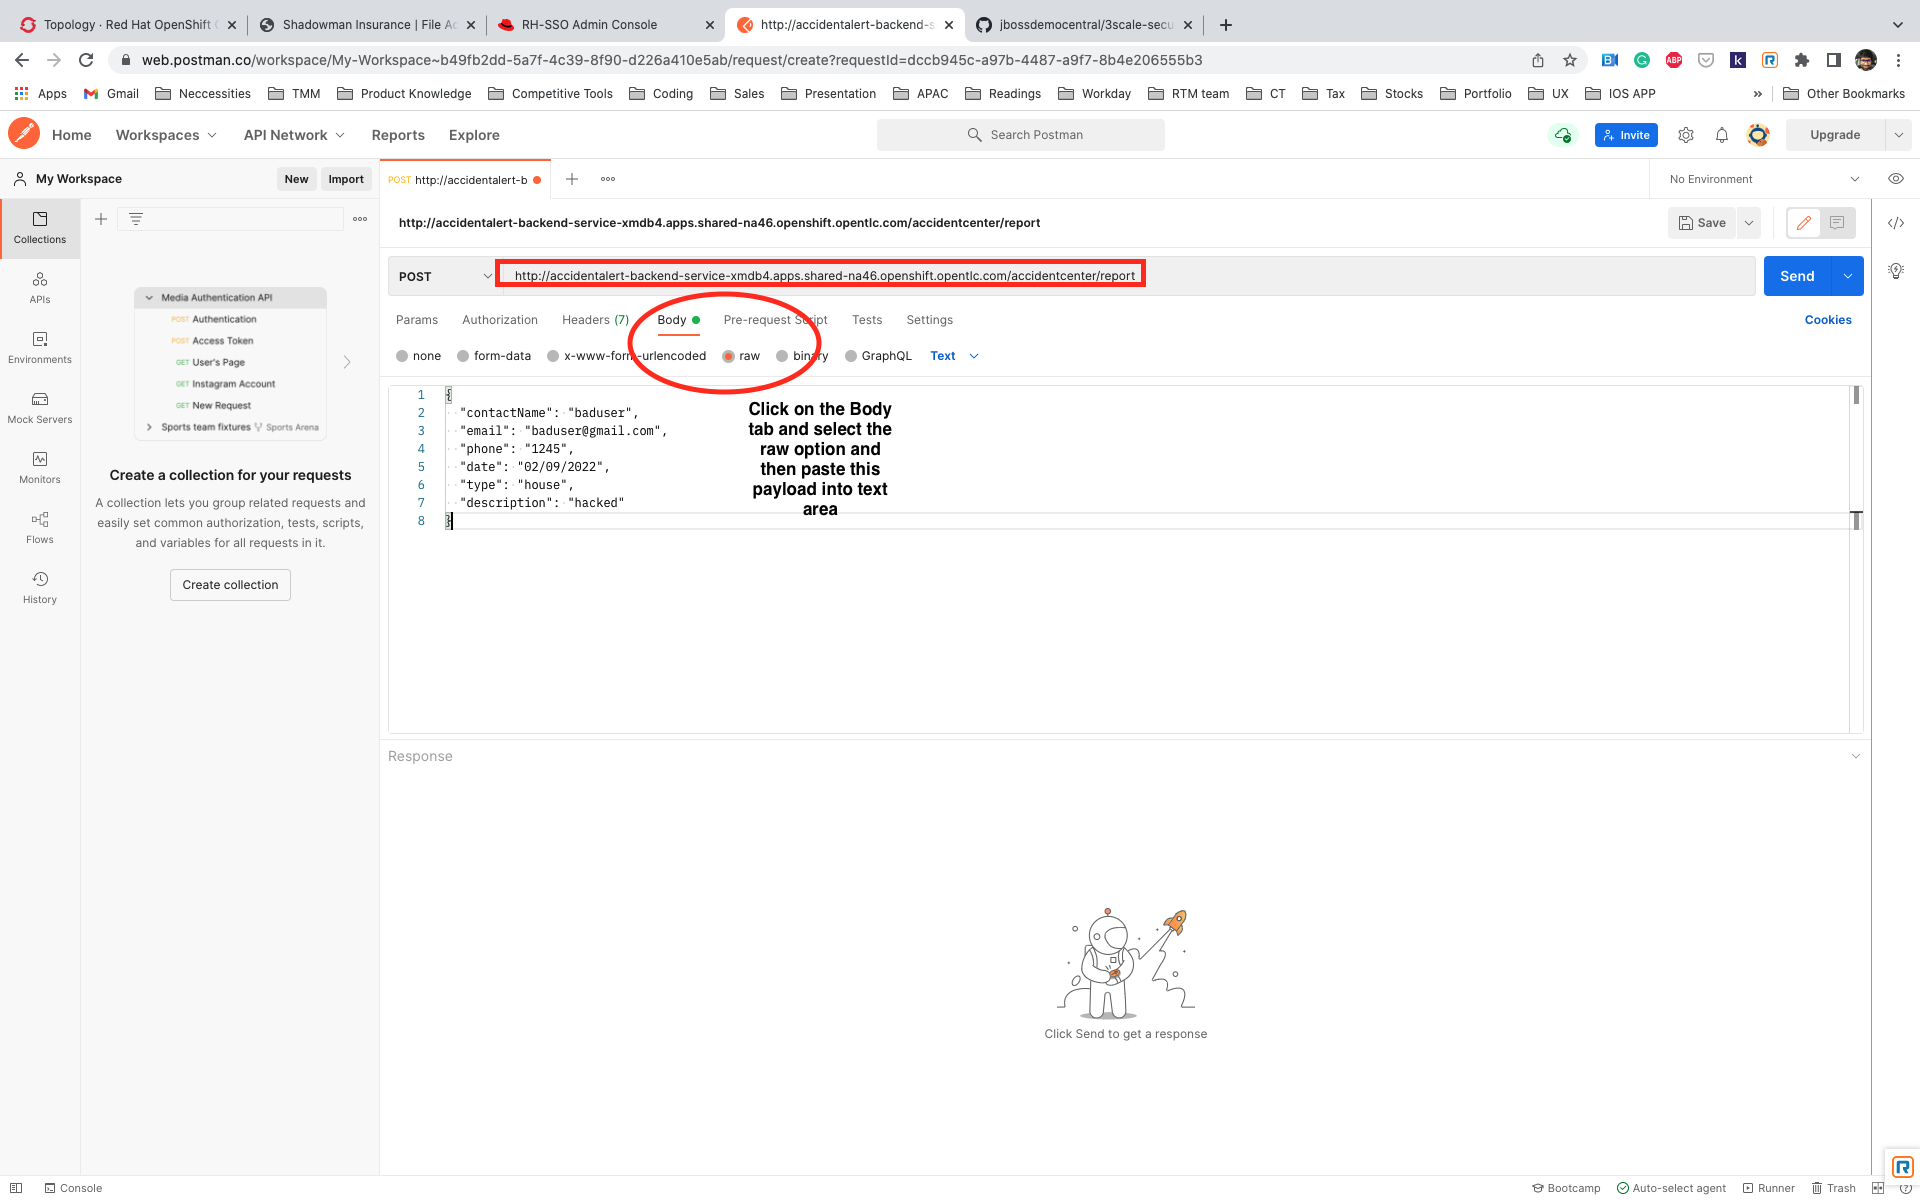 Topology · Red Hat OpenShift
Shadowman Insurance | File Ac
RH-SSO Admin Console
http://accidentalert-backend-s
jbossdemocentral/3scale-secu
web.postman.co/workspace/My-Workspace~b49fb2dd-5a7f-4c39-8f90-d226a410e5ab/request/create?requestId=dccb945c-a97b-4487-a9f7-8b4e206555b3
Apps
Gmail
Neccessities
TMM
Product Knowledge
Competitive Tools
Coding
Sales
Presentation
APAC
Readings
Workday
RTM team
CT
Tax
Stocks
Portfolio
UX
IOS APP
»
Other Bookmarks
Home
Workspaces
API Network
Reports
Explore
Search Postman
Invite
Upgrade
My Workspace
New
Import
POST http://accidentalert-b
No Environment
Collections
APIs
Environments
Mock Servers
Monitors
Flows
History
Media Authentication API
POST Authentication
POST Access Token
GET User's Page
GET Instagram Account
GET New Request
Sports team fixtures Sports Arena
Create a collection for your requests
A collection lets you group related requests and
easily set common authorization, tests, scripts,
and variables for all requests in it.
Create collection
http://accidentalert-backend-service-xmdb4.apps.shared-na46.openshift.opentlc.com/accidentcenter/report
Save
POST
http://accidentalert-backend-service-xmdb4.apps.shared-na46.openshift.opentlc.com/accidentcenter/report
Send
Params
Authorization
Headers (7)
Body
Pre-request Script
Tests
Settings
Cookies
none
form-data
x-www-form-urlencoded
raw
binary
GraphQL
Text
1 {
2 "contactName": "baduser",
3 "email": "baduser@gmail.com",
4 "phone": "1245",
5 "date": "02/09/2022",
6 "type": "house",
7 "description": "hacked"
8 }
Click on the Body
tab and select the
raw option and
then paste this
payload into text
area
Response
Click Send to get a response
Console
Bootcamp
Auto-select agent
Runner
Trash